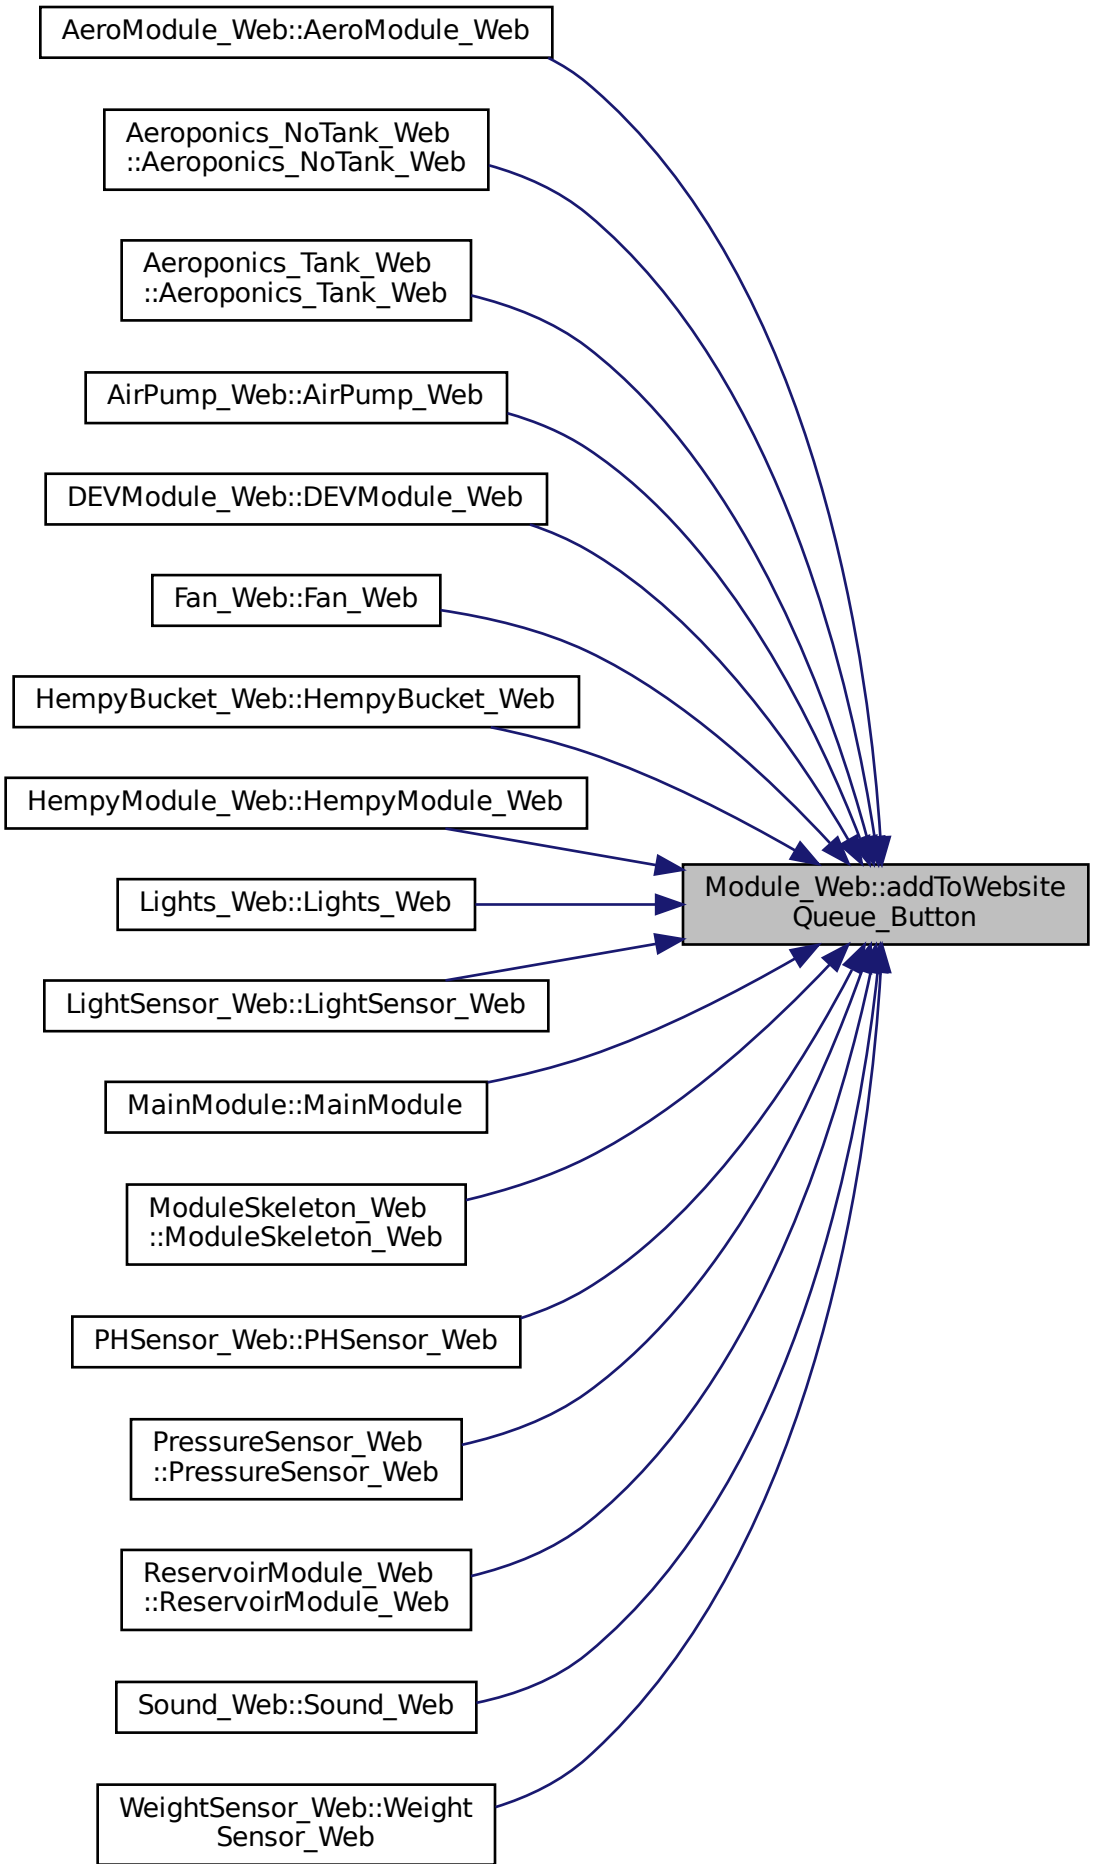 AeroModule_Web::AeroModule_Web
Aeroponics_NoTank_Web
::Aeroponics_NoTank_Web
Aeroponics_Tank_Web
::Aeroponics_Tank_Web
AirPump_Web::AirPump_Web
DEVModule_Web::DEVModule_Web
Fan_Web::Fan_Web
HempyBucket_Web::HempyBucket_Web
HempyModule_Web::HempyModule_Web
Module_Web::addToWebsite
Queue_Button
Lights_Web::Lights_Web
LightSensor_Web::LightSensor_Web
MainModule::MainModule
ModuleSkeleton_Web
::ModuleSkeleton_Web
PHSensor_Web::PHSensor_Web
PressureSensor_Web
::PressureSensor_Web
ReservoirModule_Web
::ReservoirModule_Web
Sound_Web::Sound_Web
WeightSensor_Web::Weight
Sensor_Web